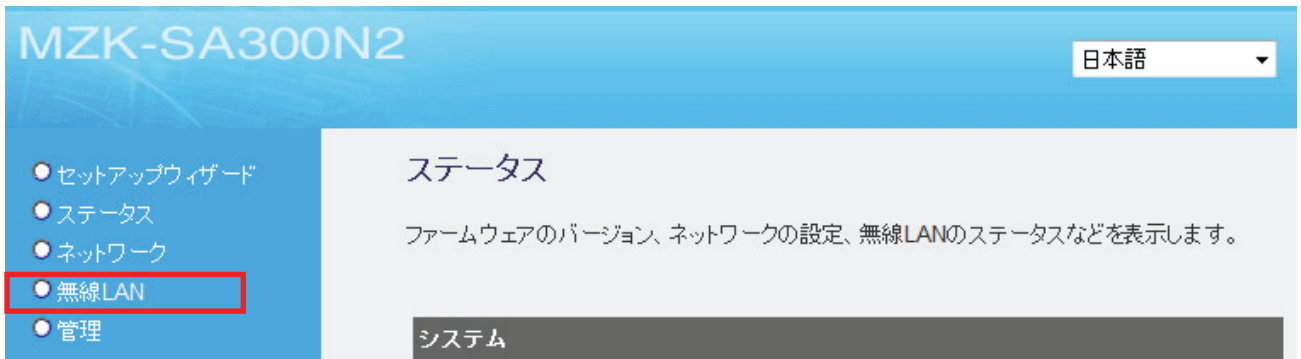 MZK-SA300N2
日本語
セットアップウィザード
ステータス
ネットワーク
無線LAN
管理
ステータス
ファームウェアのバージョン、ネットワークの設定、無線LANのステータスなどを表示します。
システム